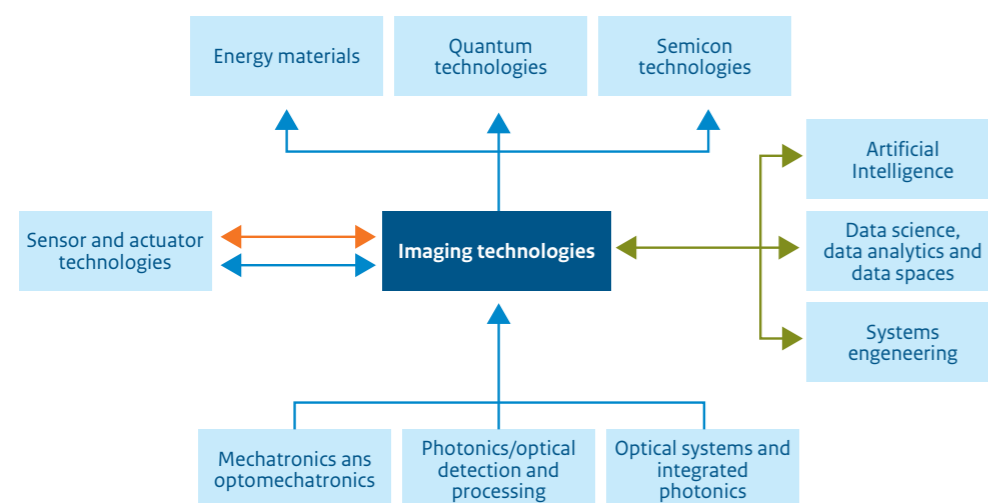 Energy materials
Quantum
technologies
Semicon
technologies
Artificial
Intelligence
Sensor and actuator
technologies
Imaging technologies
Data science,
data analytics and
data spaces
Systems
engeneering
Mechatronics ans
optomechatronics
Photonics/optical
detection and
processing
Optical systems and
integrated
photonics